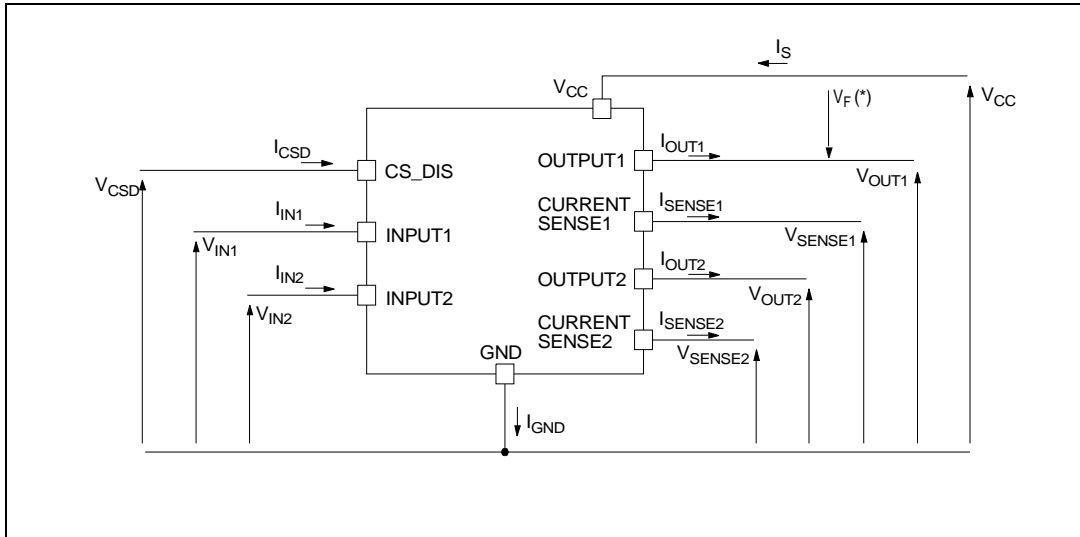 I_S
V_CC
V_F (*)
V_CC
I_CSD
I_OUT1
CS_DIS
OUTPUT1
V_CSD
V_OUT1
I_IN1
CURRENT
SENSE1
I_SENSE1
INPUT1
V_IN1
V_SENSE1
I_IN2
OUTPUT2
I_OUT2
INPUT2
V_IN2
V_OUT2
CURRENT
SENSE2
I_SENSE2
GND
V_SENSE2
I_GND